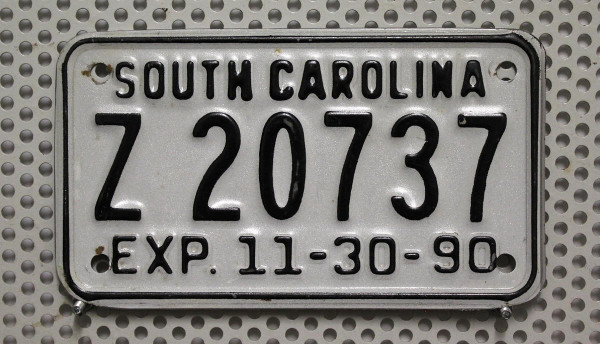 SOUTH CAROLINA
Z 20737
EXP. 11-30-90